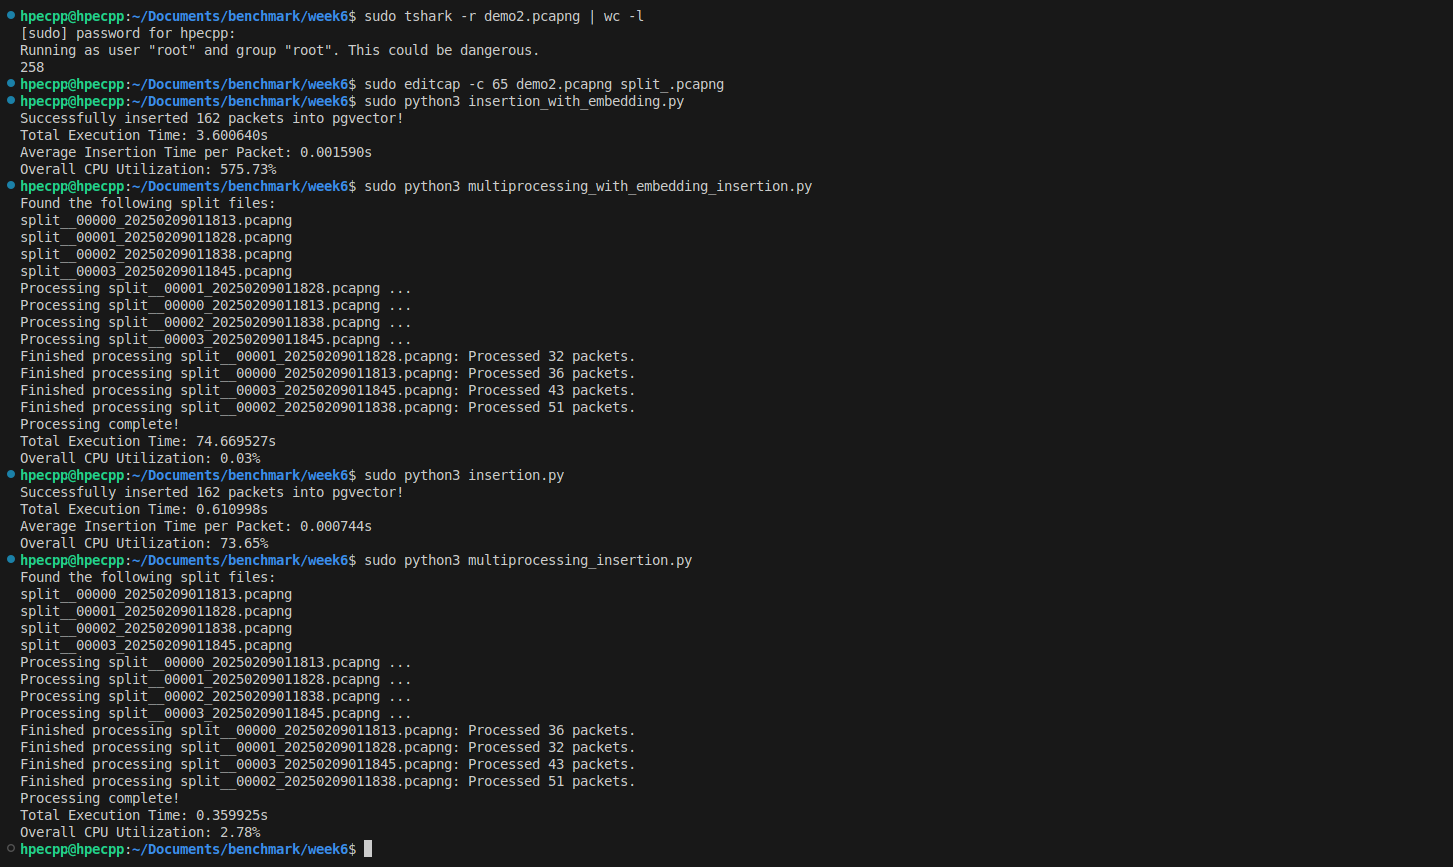 hpecpp@hpecpp:~/Documents/benchmark/week6$ sudo tshark -r demo2.pcapng | wc -l
[sudo] password for hpecpp:
Running as user "root" and group "root". This could be dangerous.
258
hpecpp@hpecpp:~/Documents/benchmark/week6$ sudo editcap -c 65 demo2.pcapng split_.pcapng
hpecpp@hpecpp:~/Documents/benchmark/week6$ sudo python3 insertion_with_embedding.py
Successfully inserted 162 packets into pgvector!
Total Execution Time: 3.600640s
Average Insertion Time per Packet: 0.001590s
Overall CPU Utilization: 575.73%
hpecpp@hpecpp:~/Documents/benchmark/week6$ sudo python3 multiprocessing_with_embedding_insertion.py
Found the following split files:
split__00000_20250209011813.pcapng
split__00001_20250209011828.pcapng
split__00002_20250209011838.pcapng
split__00003_20250209011845.pcapng
Processing split__00001_20250209011828.pcapng ...
Processing split__00000_20250209011813.pcapng ...
Processing split__00002_20250209011838.pcapng ...
Processing split__00003_20250209011845.pcapng ...
Finished processing split__00001_20250209011828.pcapng: Processed 32 packets.
Finished processing split__00000_20250209011813.pcapng: Processed 36 packets.
Finished processing split__00003_20250209011845.pcapng: Processed 43 packets.
Finished processing split__00002_20250209011838.pcapng: Processed 51 packets.
Processing complete!
Total Execution Time: 74.669527s
Overall CPU Utilization: 0.03%
hpecpp@hpecpp:~/Documents/benchmark/week6$ sudo python3 insertion.py
Successfully inserted 162 packets into pgvector!
Total Execution Time: 0.610998s
Average Insertion Time per Packet: 0.000744s
Overall CPU Utilization: 73.65%
hpecpp@hpecpp:~/Documents/benchmark/week6$ sudo python3 multiprocessing_insertion.py
Found the following split files:
split__00000_20250209011813.pcapng
split__00001_20250209011828.pcapng
split__00002_20250209011838.pcapng
split__00003_20250209011845.pcapng
Processing split__00000_20250209011813.pcapng ...
Processing split__00001_20250209011828.pcapng ...
Processing split__00002_20250209011838.pcapng ...
Processing split__00003_20250209011845.pcapng ...
Finished processing split__00000_20250209011813.pcapng: Processed 36 packets.
Finished processing split__00001_20250209011828.pcapng: Processed 32 packets.
Finished processing split__00003_20250209011845.pcapng: Processed 43 packets.
Finished processing split__00002_20250209011838.pcapng: Processed 51 packets.
Processing complete!
Total Execution Time: 0.359925s
Overall CPU Utilization: 2.78%
hpecpp@hpecpp:~/Documents/benchmark/week6$